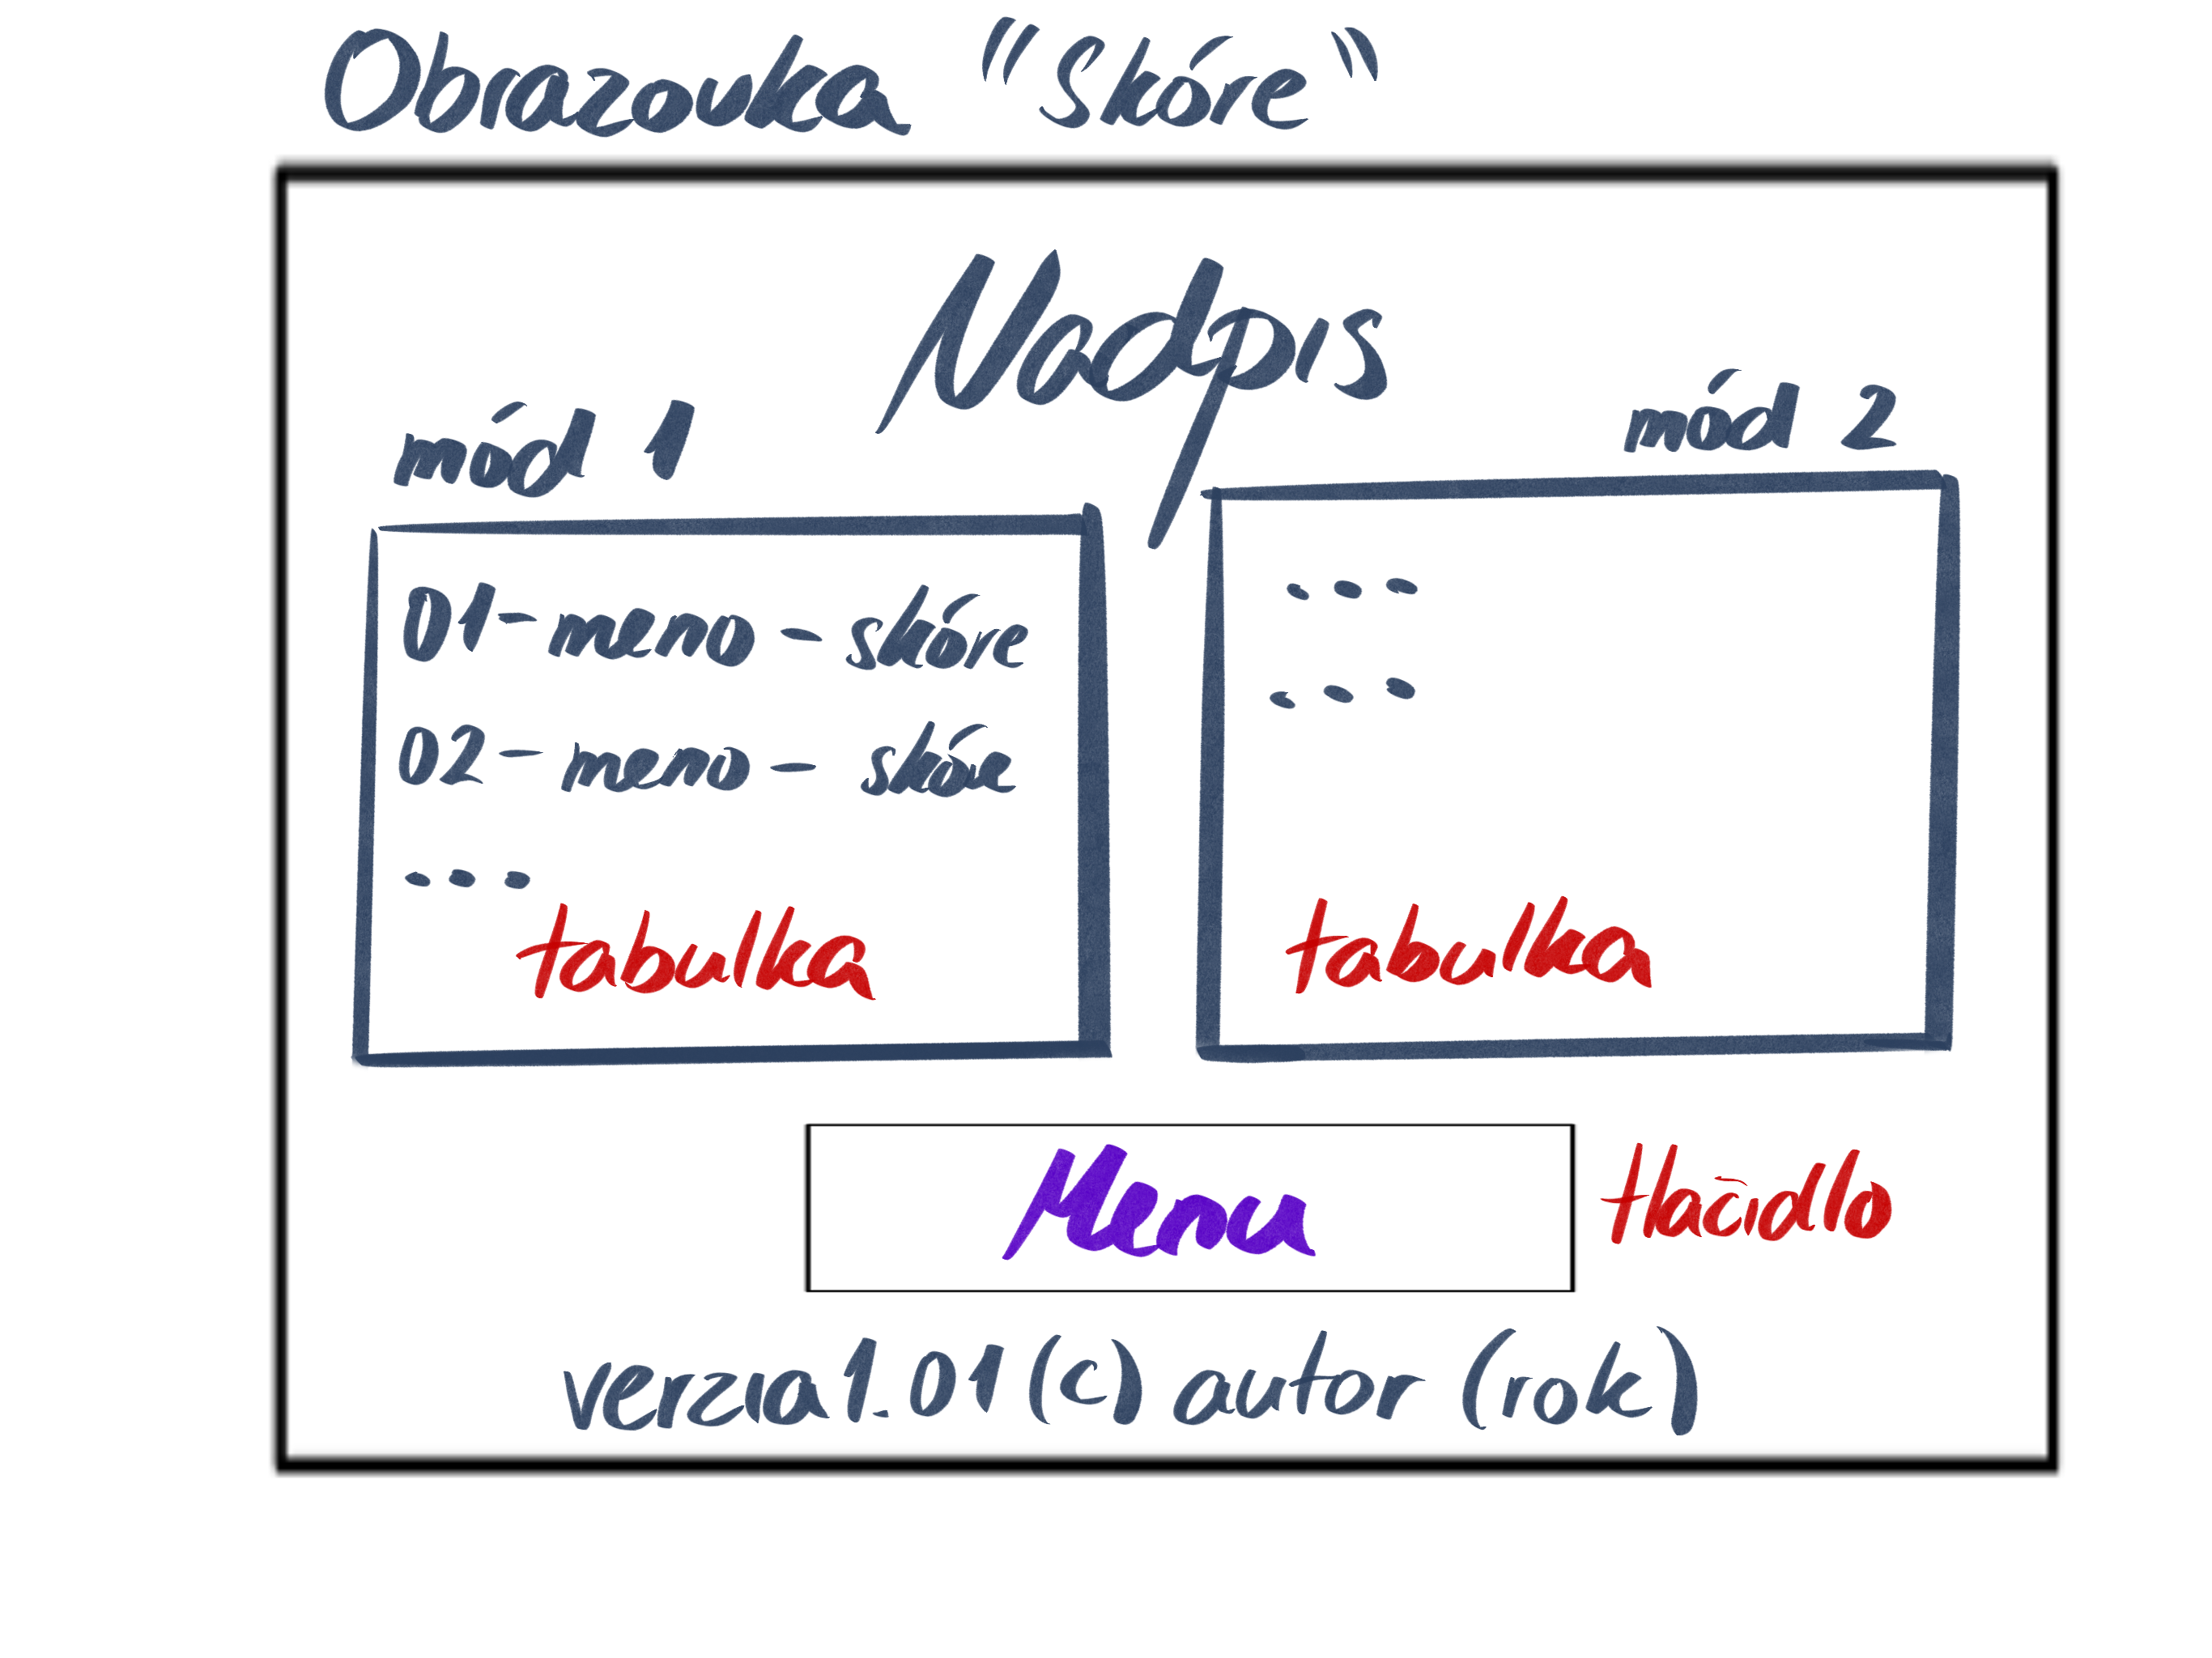 Obrazovka "Skóre"
Nadpis
mód 1
mód 2
01-meno-skóre
02-meno-skóre
...
tabulka
...
...
tabulka
Menu
tlačidlo
verzia 1.01 (c) autor (rok)